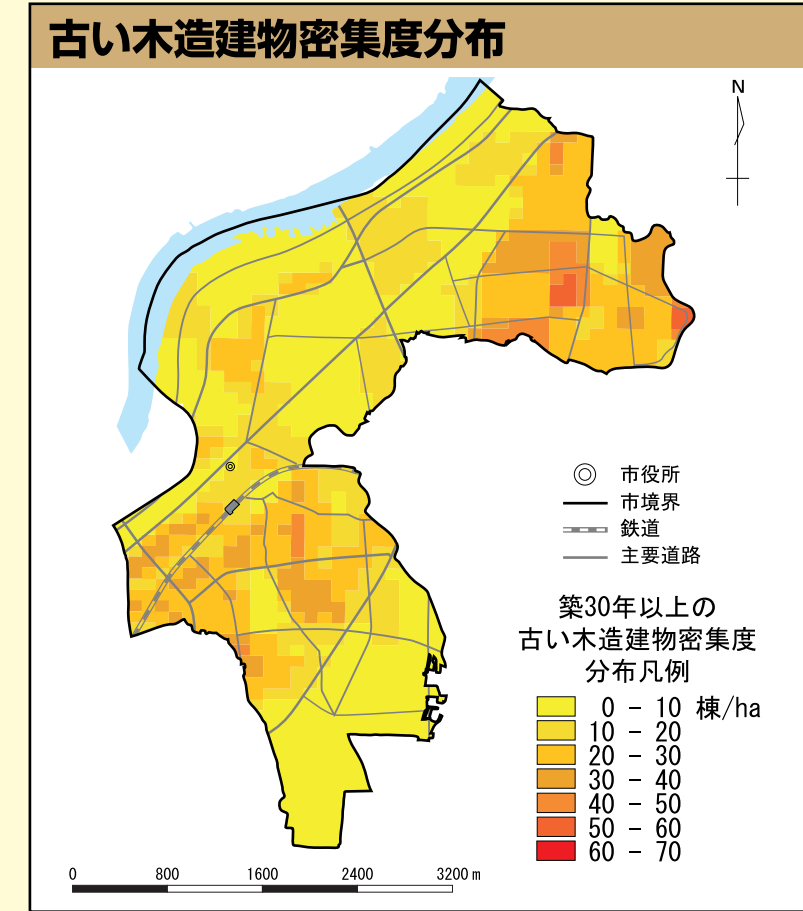 古い木造建物密集度分布
N
市役所
市境界
鉄道
主要道路
築30年以上の
古い木造建物密集度
分布凡例
0 - 10 棟/ha
10 - 20
20 - 30
30 - 40
40 - 50
50 - 60
60 - 70
0 800 1600 2400 3200m